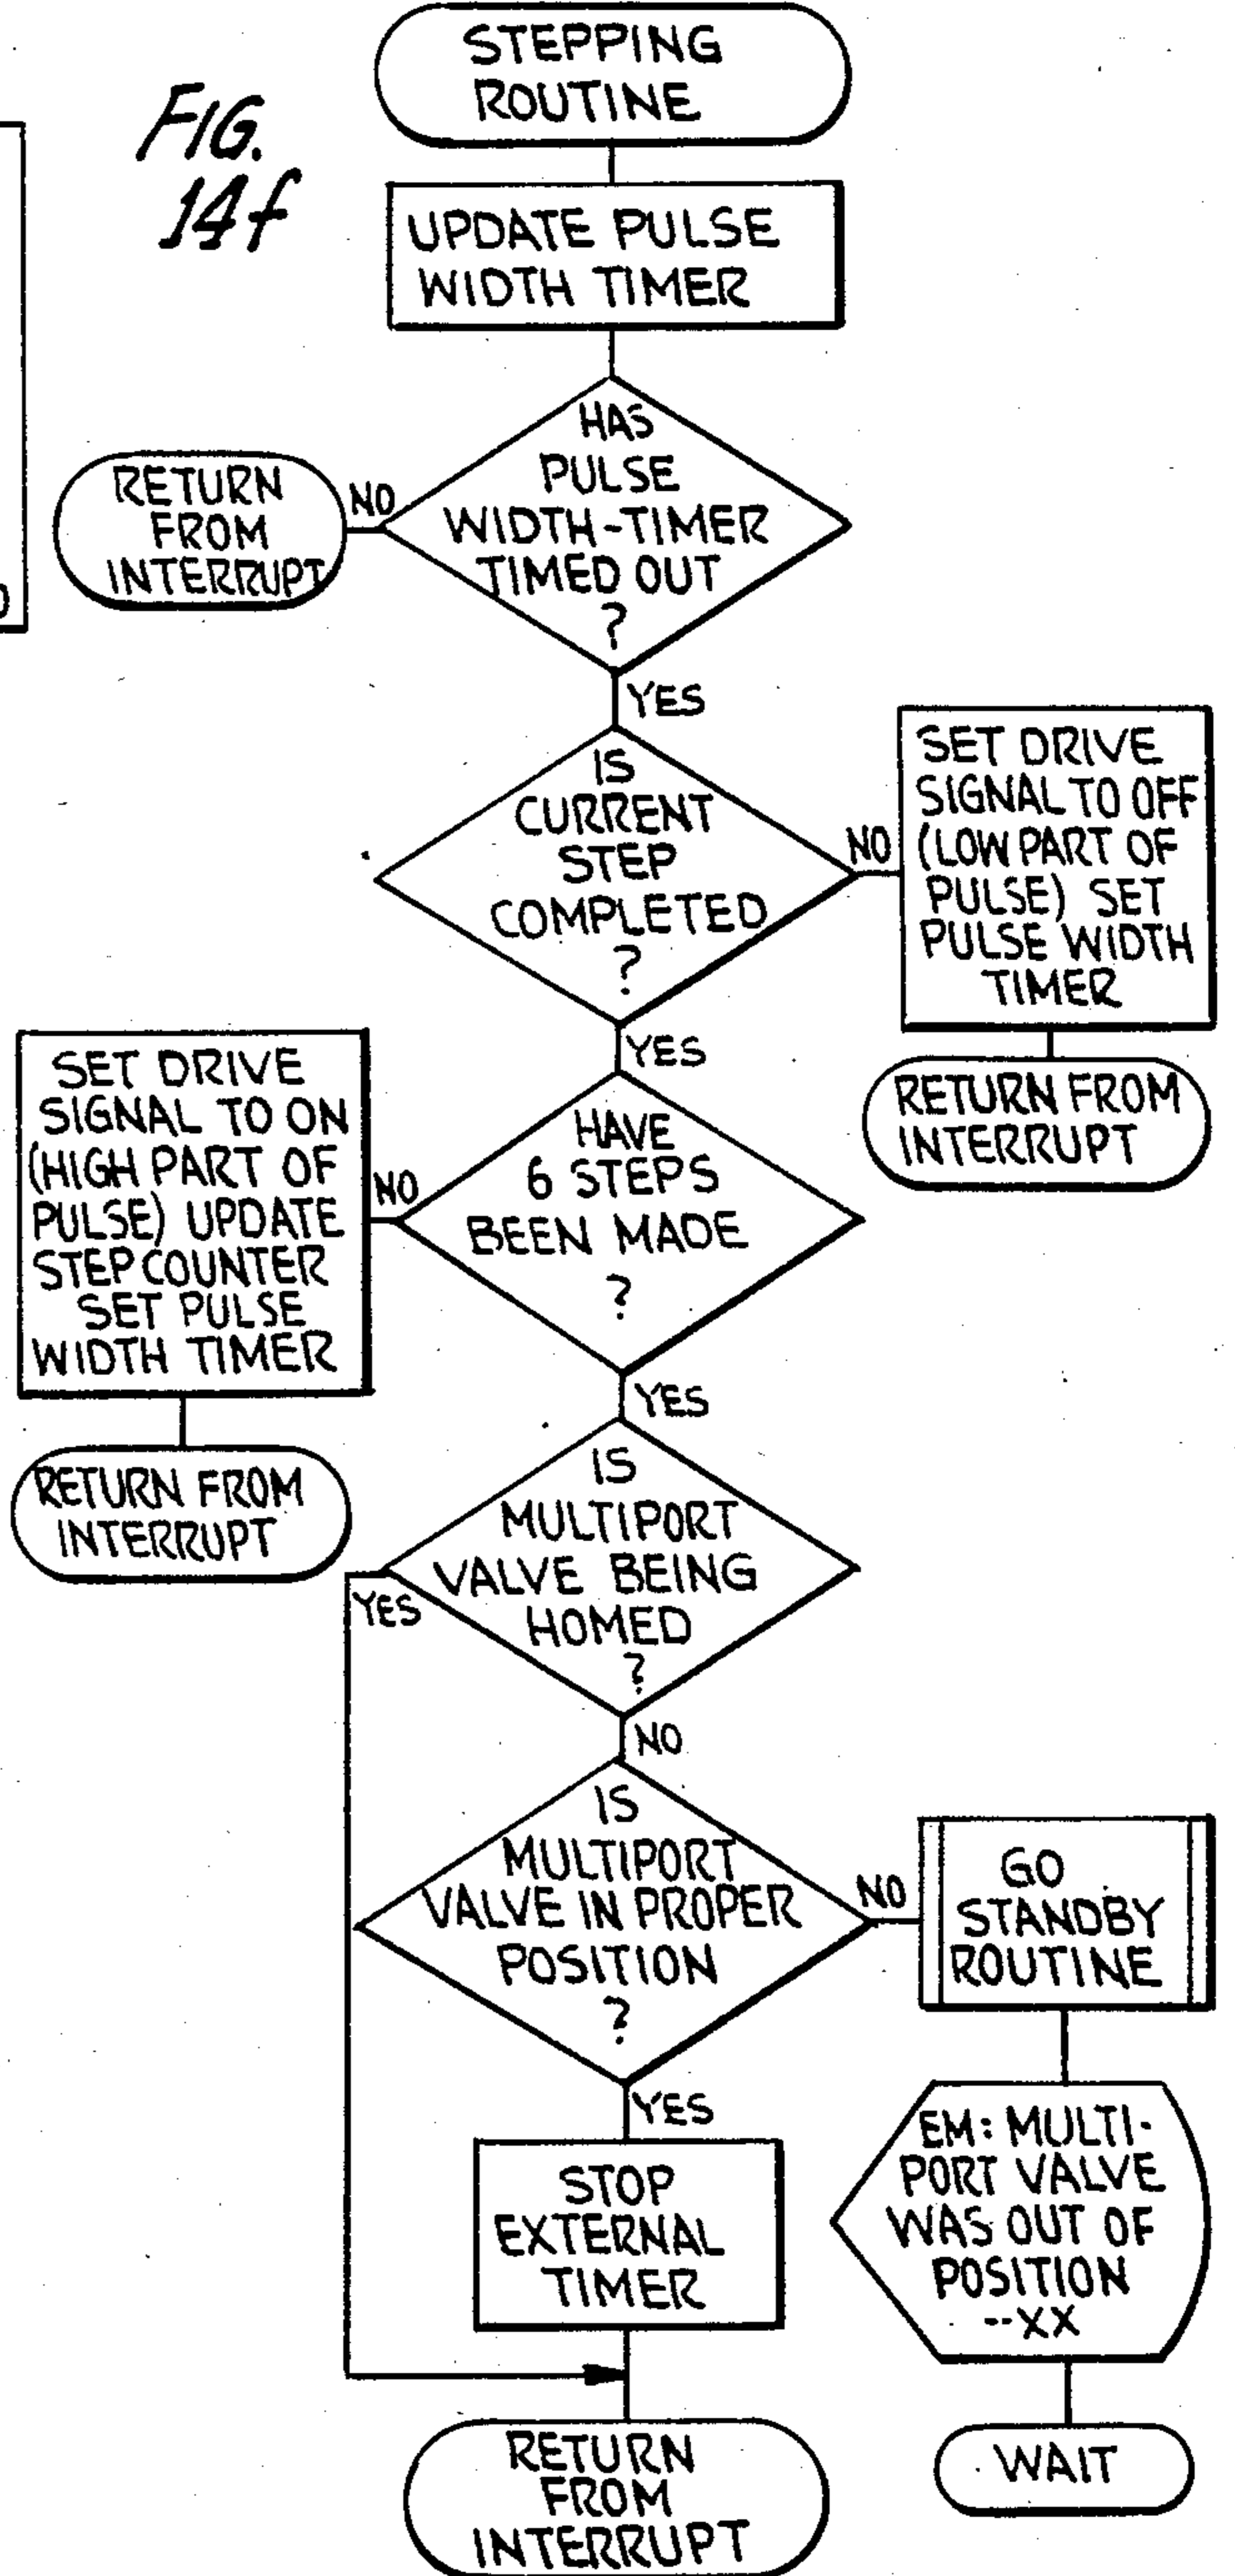 FIG.
14f
STEPPING
ROUTINE
UPDATE PULSE
WIDTH TIMER
HAS
PULSE
WIDTH-TIMER
TIMED OUT
?
NO
RETURN
FROM
INTERRUPT
YES
IS
CURRENT
STEP
COMPLETED
?
NO
SET DRIVE
SIGNAL TO OFF
(LOW PART OF
PULSE) SET
PULSE WIDTH
TIMER
RETURN FROM
INTERRUPT
YES
HAVE
6 STEPS
BEEN MADE
?
NO
SET DRIVE
SIGNAL TO ON
(HIGH PART OF
PULSE) UPDATE
STEP COUNTER
SET PULSE
WIDTH TIMER
RETURN FROM
INTERRUPT
YES
IS
MULTIPORT
VALVE BEING
HOMED
?
YES
NO
IS
MULTIPORT
VALVE IN PROPER
POSITION
?
NO
GO
STANDBY
ROUTINE
EM: MULTI-
PORT VALVE
WAS OUT OF
POSITION
--XX
WAIT
YES
STOP
EXTERNAL
TIMER
RETURN
FROM
INTERRUPT